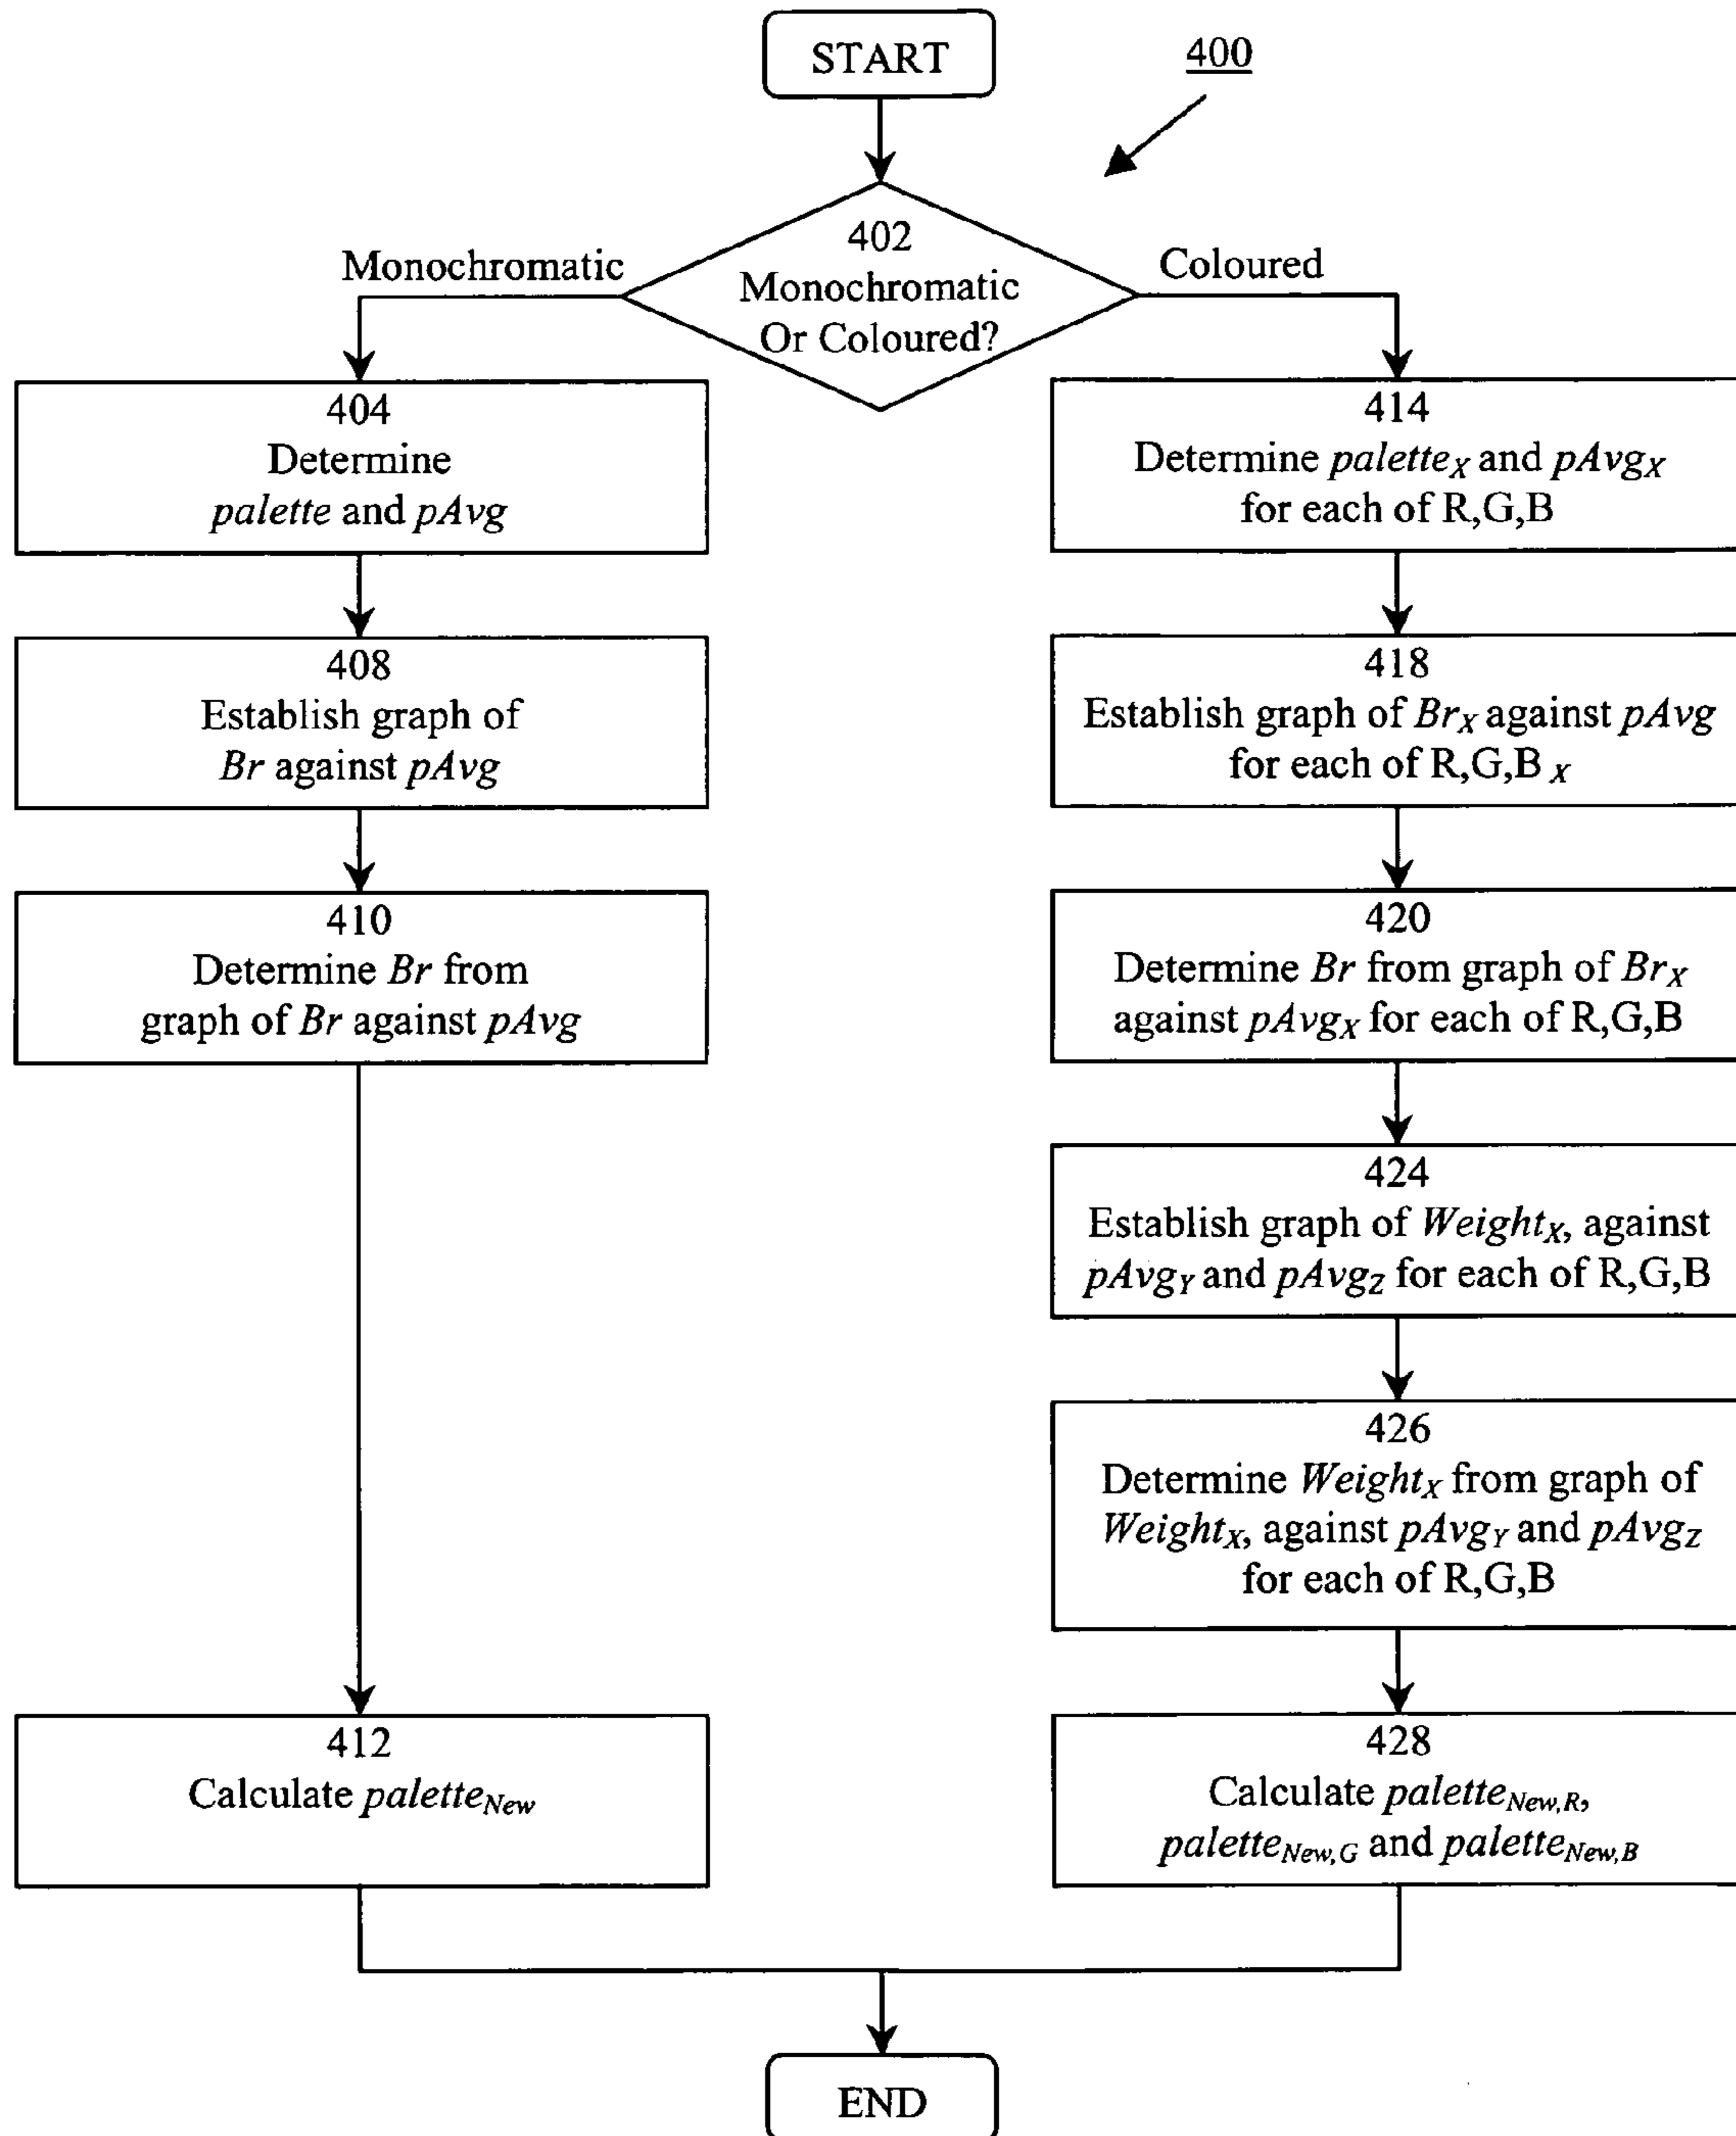 START
400
402
Monochromatic
Or Coloured?
Monochromatic
Coloured
404
Determine
palette and pAvg
408
Establish graph of
Br against pAvg
410
Determine Br from
graph of Br against pAvg
412
Calculate paletteNew
414
Determine paletteX and pAvgX
for each of R,G,B
418
Establish graph of BrX against pAvg
for each of R,G,B X
420
Determine Br from graph of BrX
against pAvgX for each of R,G,B
424
Establish graph of WeightX, against
pAvgY and pAvgZ for each of R,G,B
426
Determine WeightX from graph of
WeightX, against pAvgY and pAvgZ
for each of R,G,B
428
Calculate paletteNew,R,
paletteNew,G and paletteNew,B
END